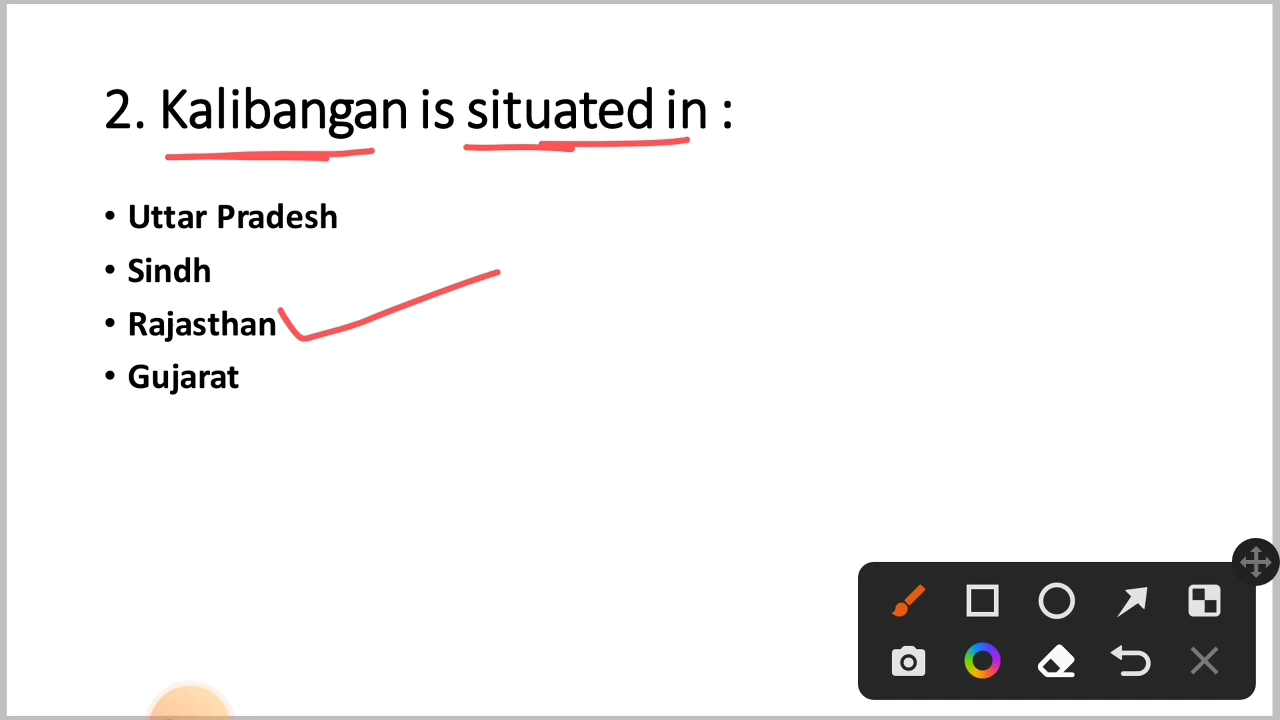 2. Kalibangan is situated in :
• Uttar Pradesh
• Sindh
• Rajasthan
• Gujarat